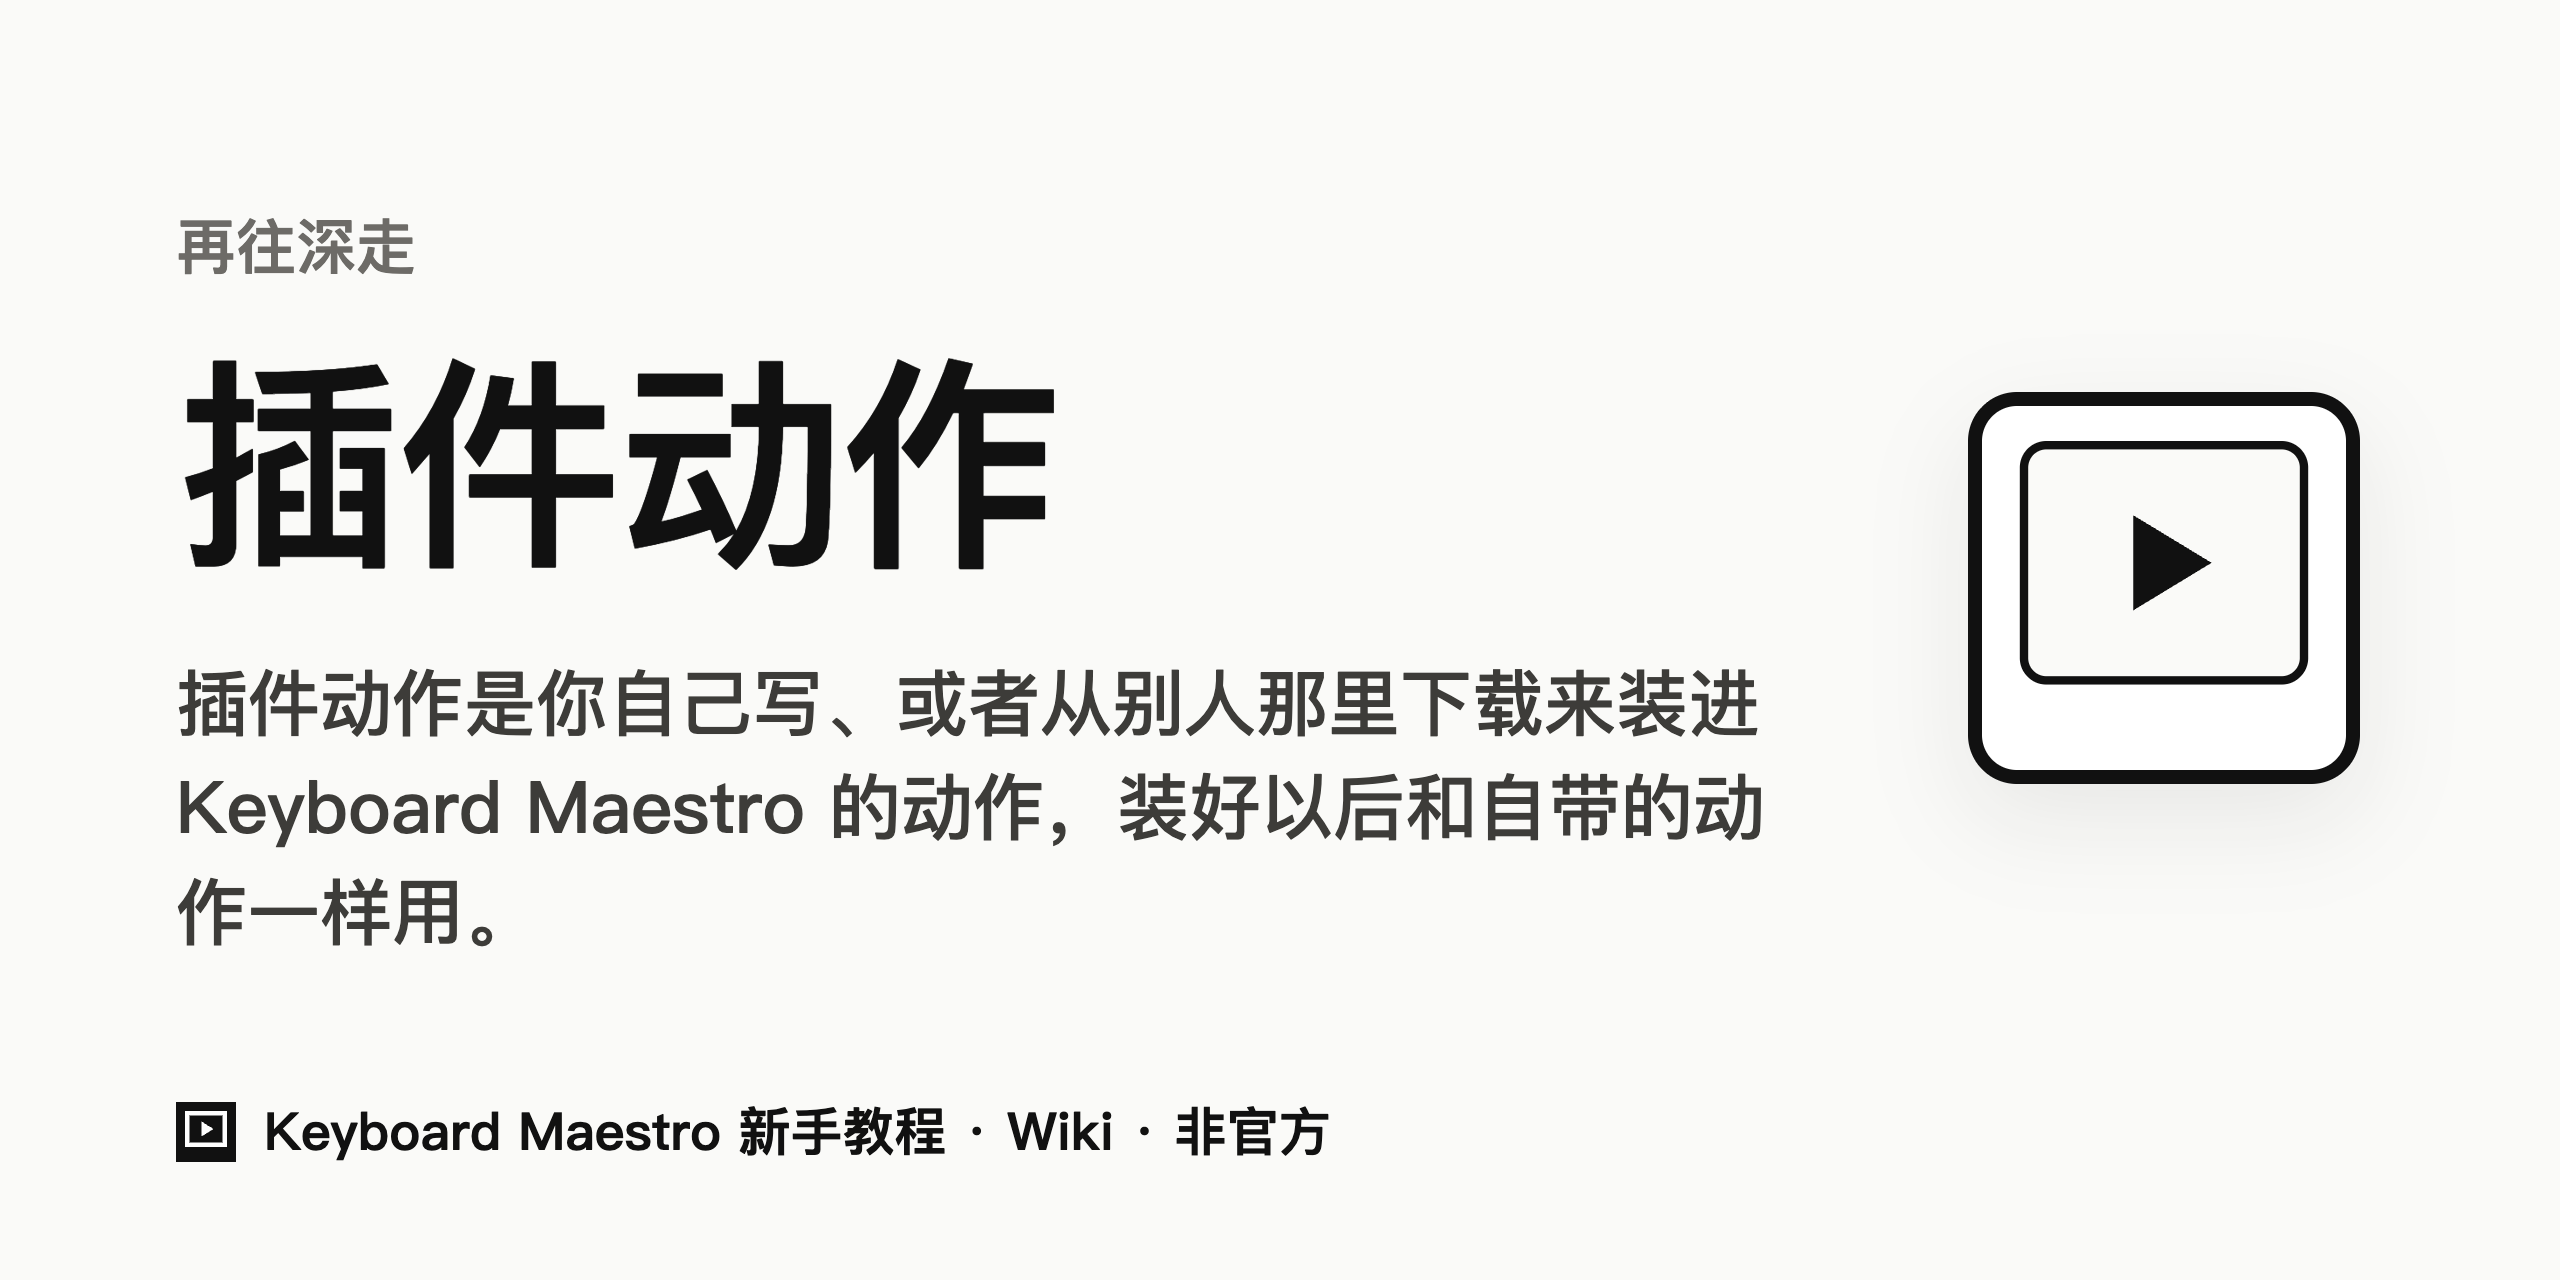 再往深走
插件动作
插件动作是你自己写、或者从别人那里下载来装进
Keyboard Maestro 的动作，装好以后和自带的动
作一样用。
Keyboard Maestro 新手教程 · Wiki · 非官方